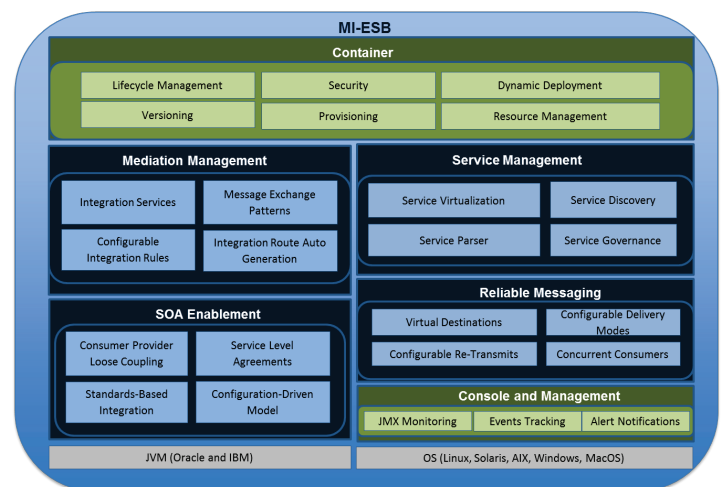 MI-ESB
Container
Lifecycle Management
Security
Dynamic Deployment
Versioning
Provisioning
Resource Management
Mediation Management
Integration Services
Message Exchange
Patterns
Configurable
Integration Rules
Integration Route Auto
Generation
Service Management
Service Virtualization
Service Discovery
Service Parser
Service Governance
SOA Enablement
Consumer Provider
Loose Coupling
Service Level
Agreements
Standards-Based
Integration
Configuration-Driven
Model
Reliable Messaging
Virtual Destinations
Configurable Delivery
Modes
Configurable Re-Transmits
Concurrent Consumers
Console and Management
JMX Monitoring
Events Tracking
Alert Notifications
JVM (Oracle and IBM)
OS (Linux, Solaris, AIX, Windows, MacOS)